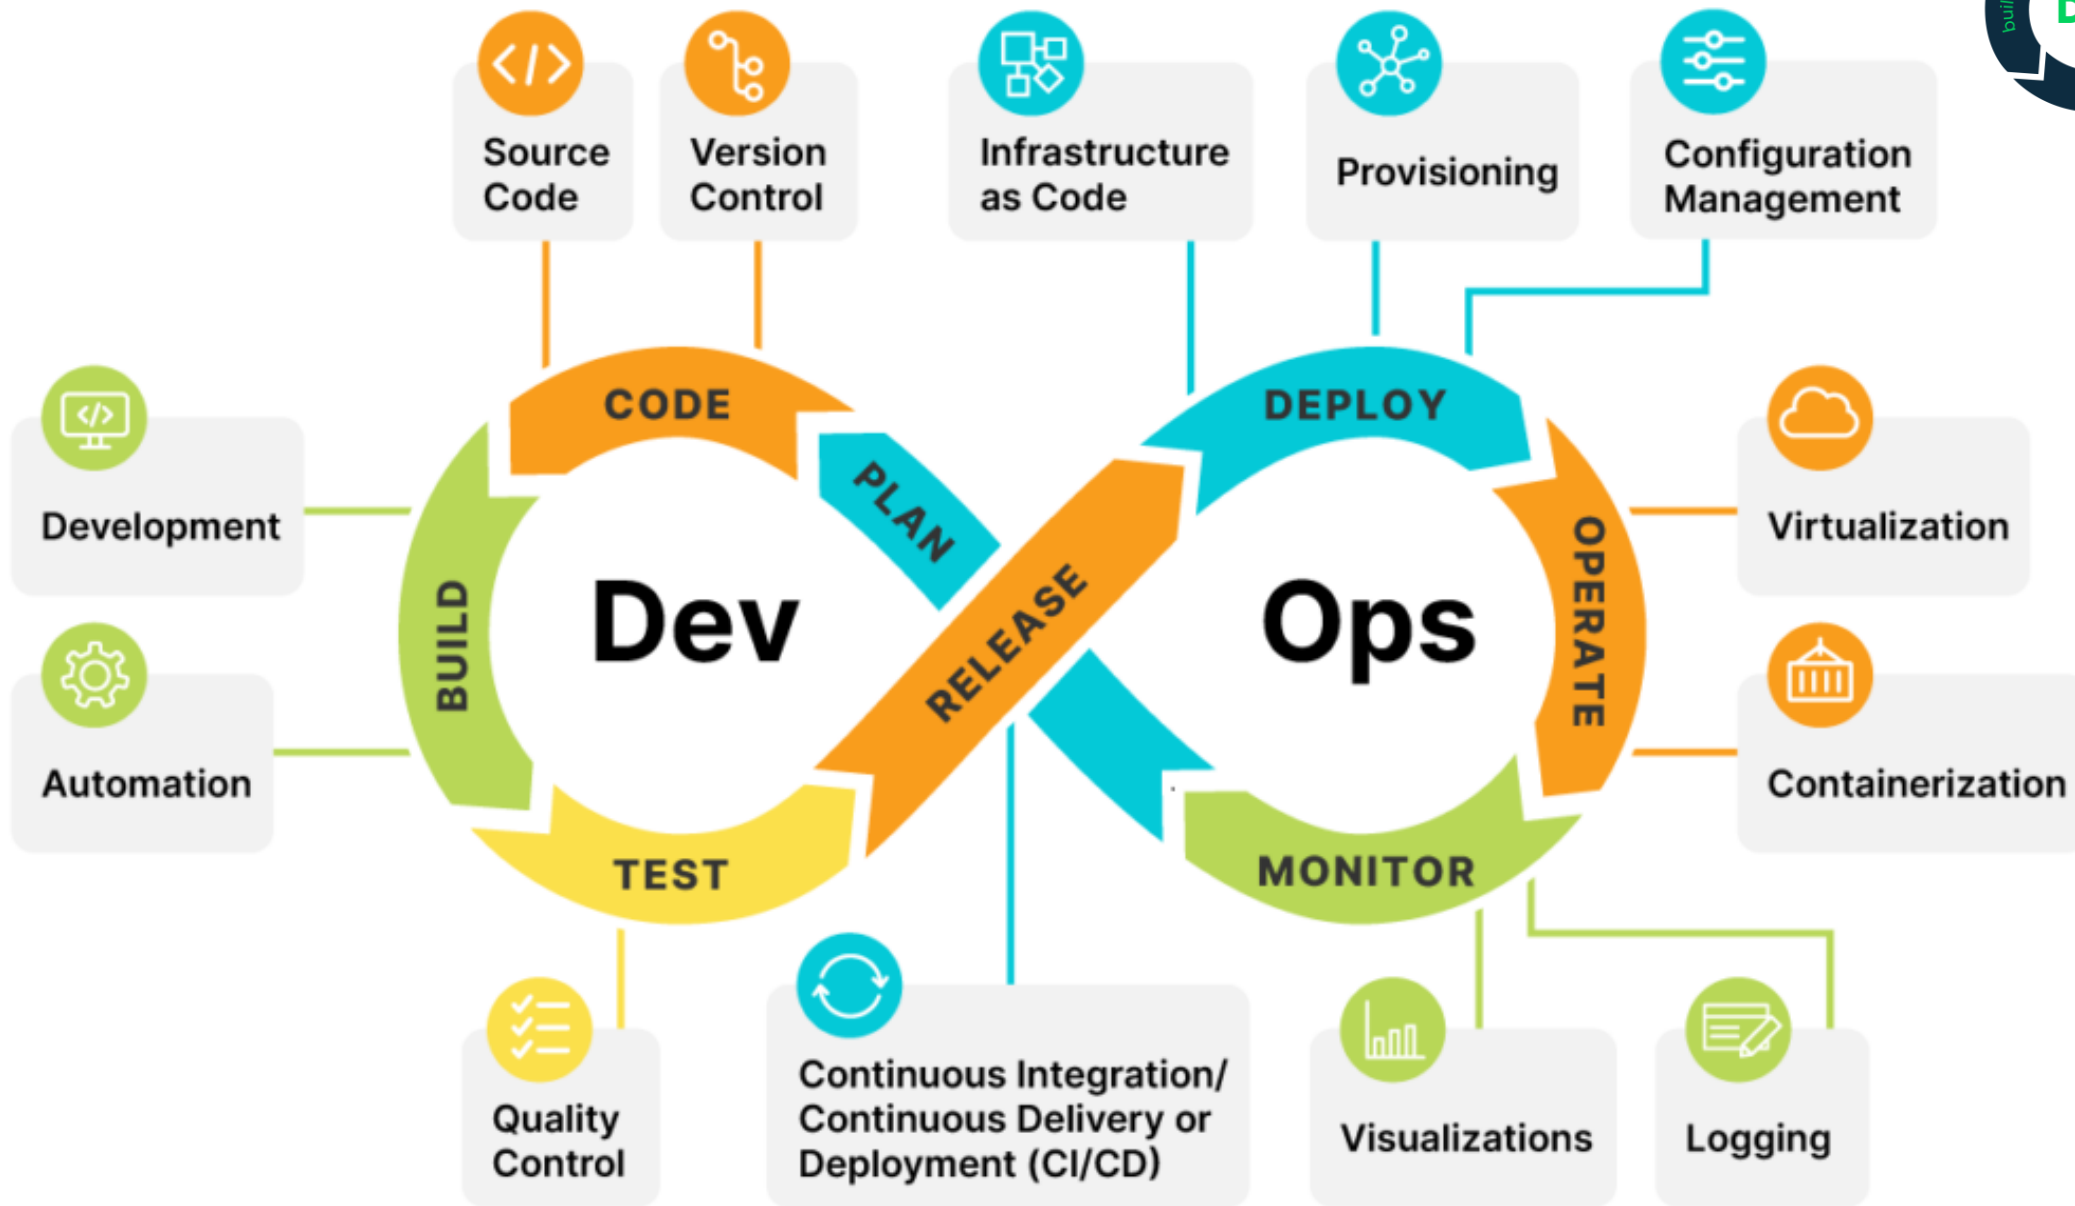 Source
Code
Version
Control
Infrastructure
as Code
Provisioning
Configuration
Management
CODE
DEPLOY
PLAN
Development
Virtualization
OPERATE
Dev
Ops
BUILD
RELEASE
Automation
Containerization
TEST
MONITOR
Quality
Control
Continuous Integration/
Continuous Delivery or
Deployment (CI/CD)
Visualizations
Logging